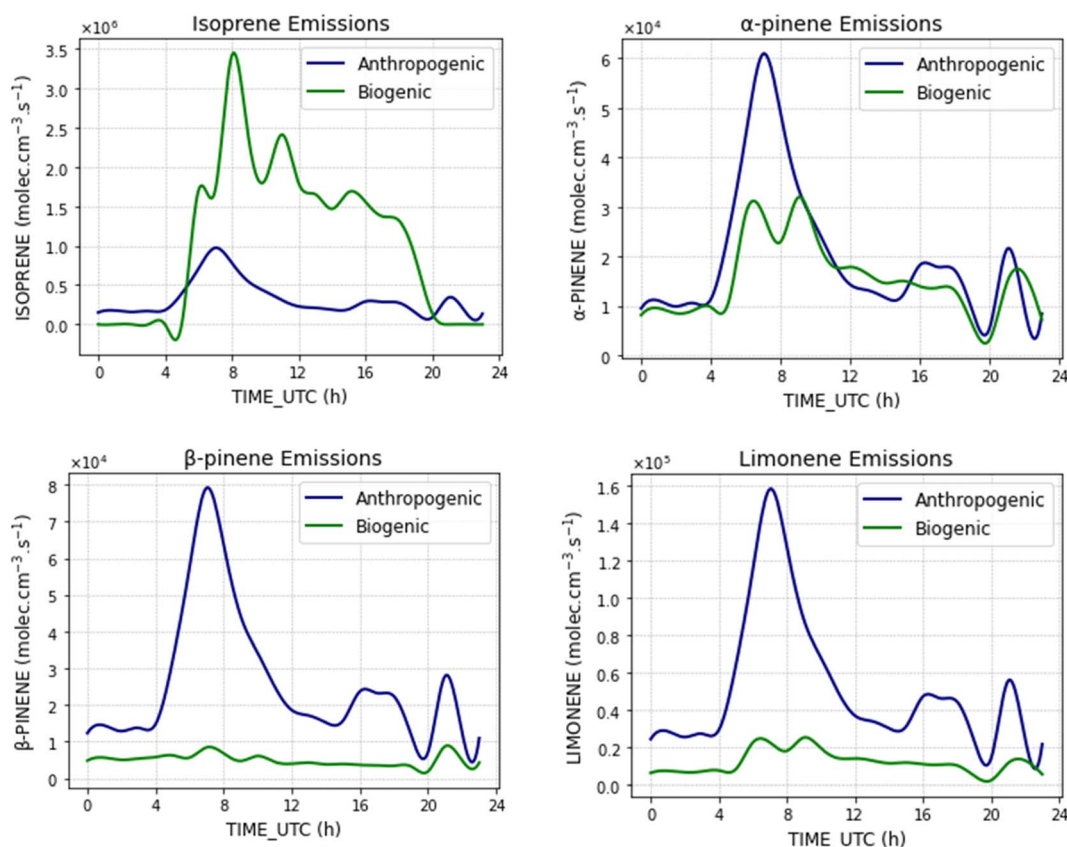 Isoprene Emissions
×10⁶
ISOPRENE (molec.cm⁻³.s⁻¹)
3.5
3.0
2.5
2.0
1.5
1.0
0.5
0.0
Anthropogenic
Biogenic
0 4 8 12 16 20 24
TIME_UTC (h)
α-pinene Emissions
×10⁴
α-PINENE (molec.cm⁻³.s⁻¹)
6
5
4
3
2
1
0
Anthropogenic
Biogenic
0 4 8 12 16 20 24
TIME_UTC (h)
β-pinene Emissions
×10⁴
β-PINENE (molec.cm⁻³.s⁻¹)
8
7
6
5
4
3
2
1
0
Anthropogenic
Biogenic
0 4 8 12 16 20 24
TIME_UTC (h)
Limonene Emissions
×10⁵
LIMONENE (molec.cm⁻³.s⁻¹)
1.6
1.4
1.2
1.0
0.8
0.6
0.4
0.2
0.0
Anthropogenic
Biogenic
0 4 8 12 16 20 24
TIME_UTC (h)